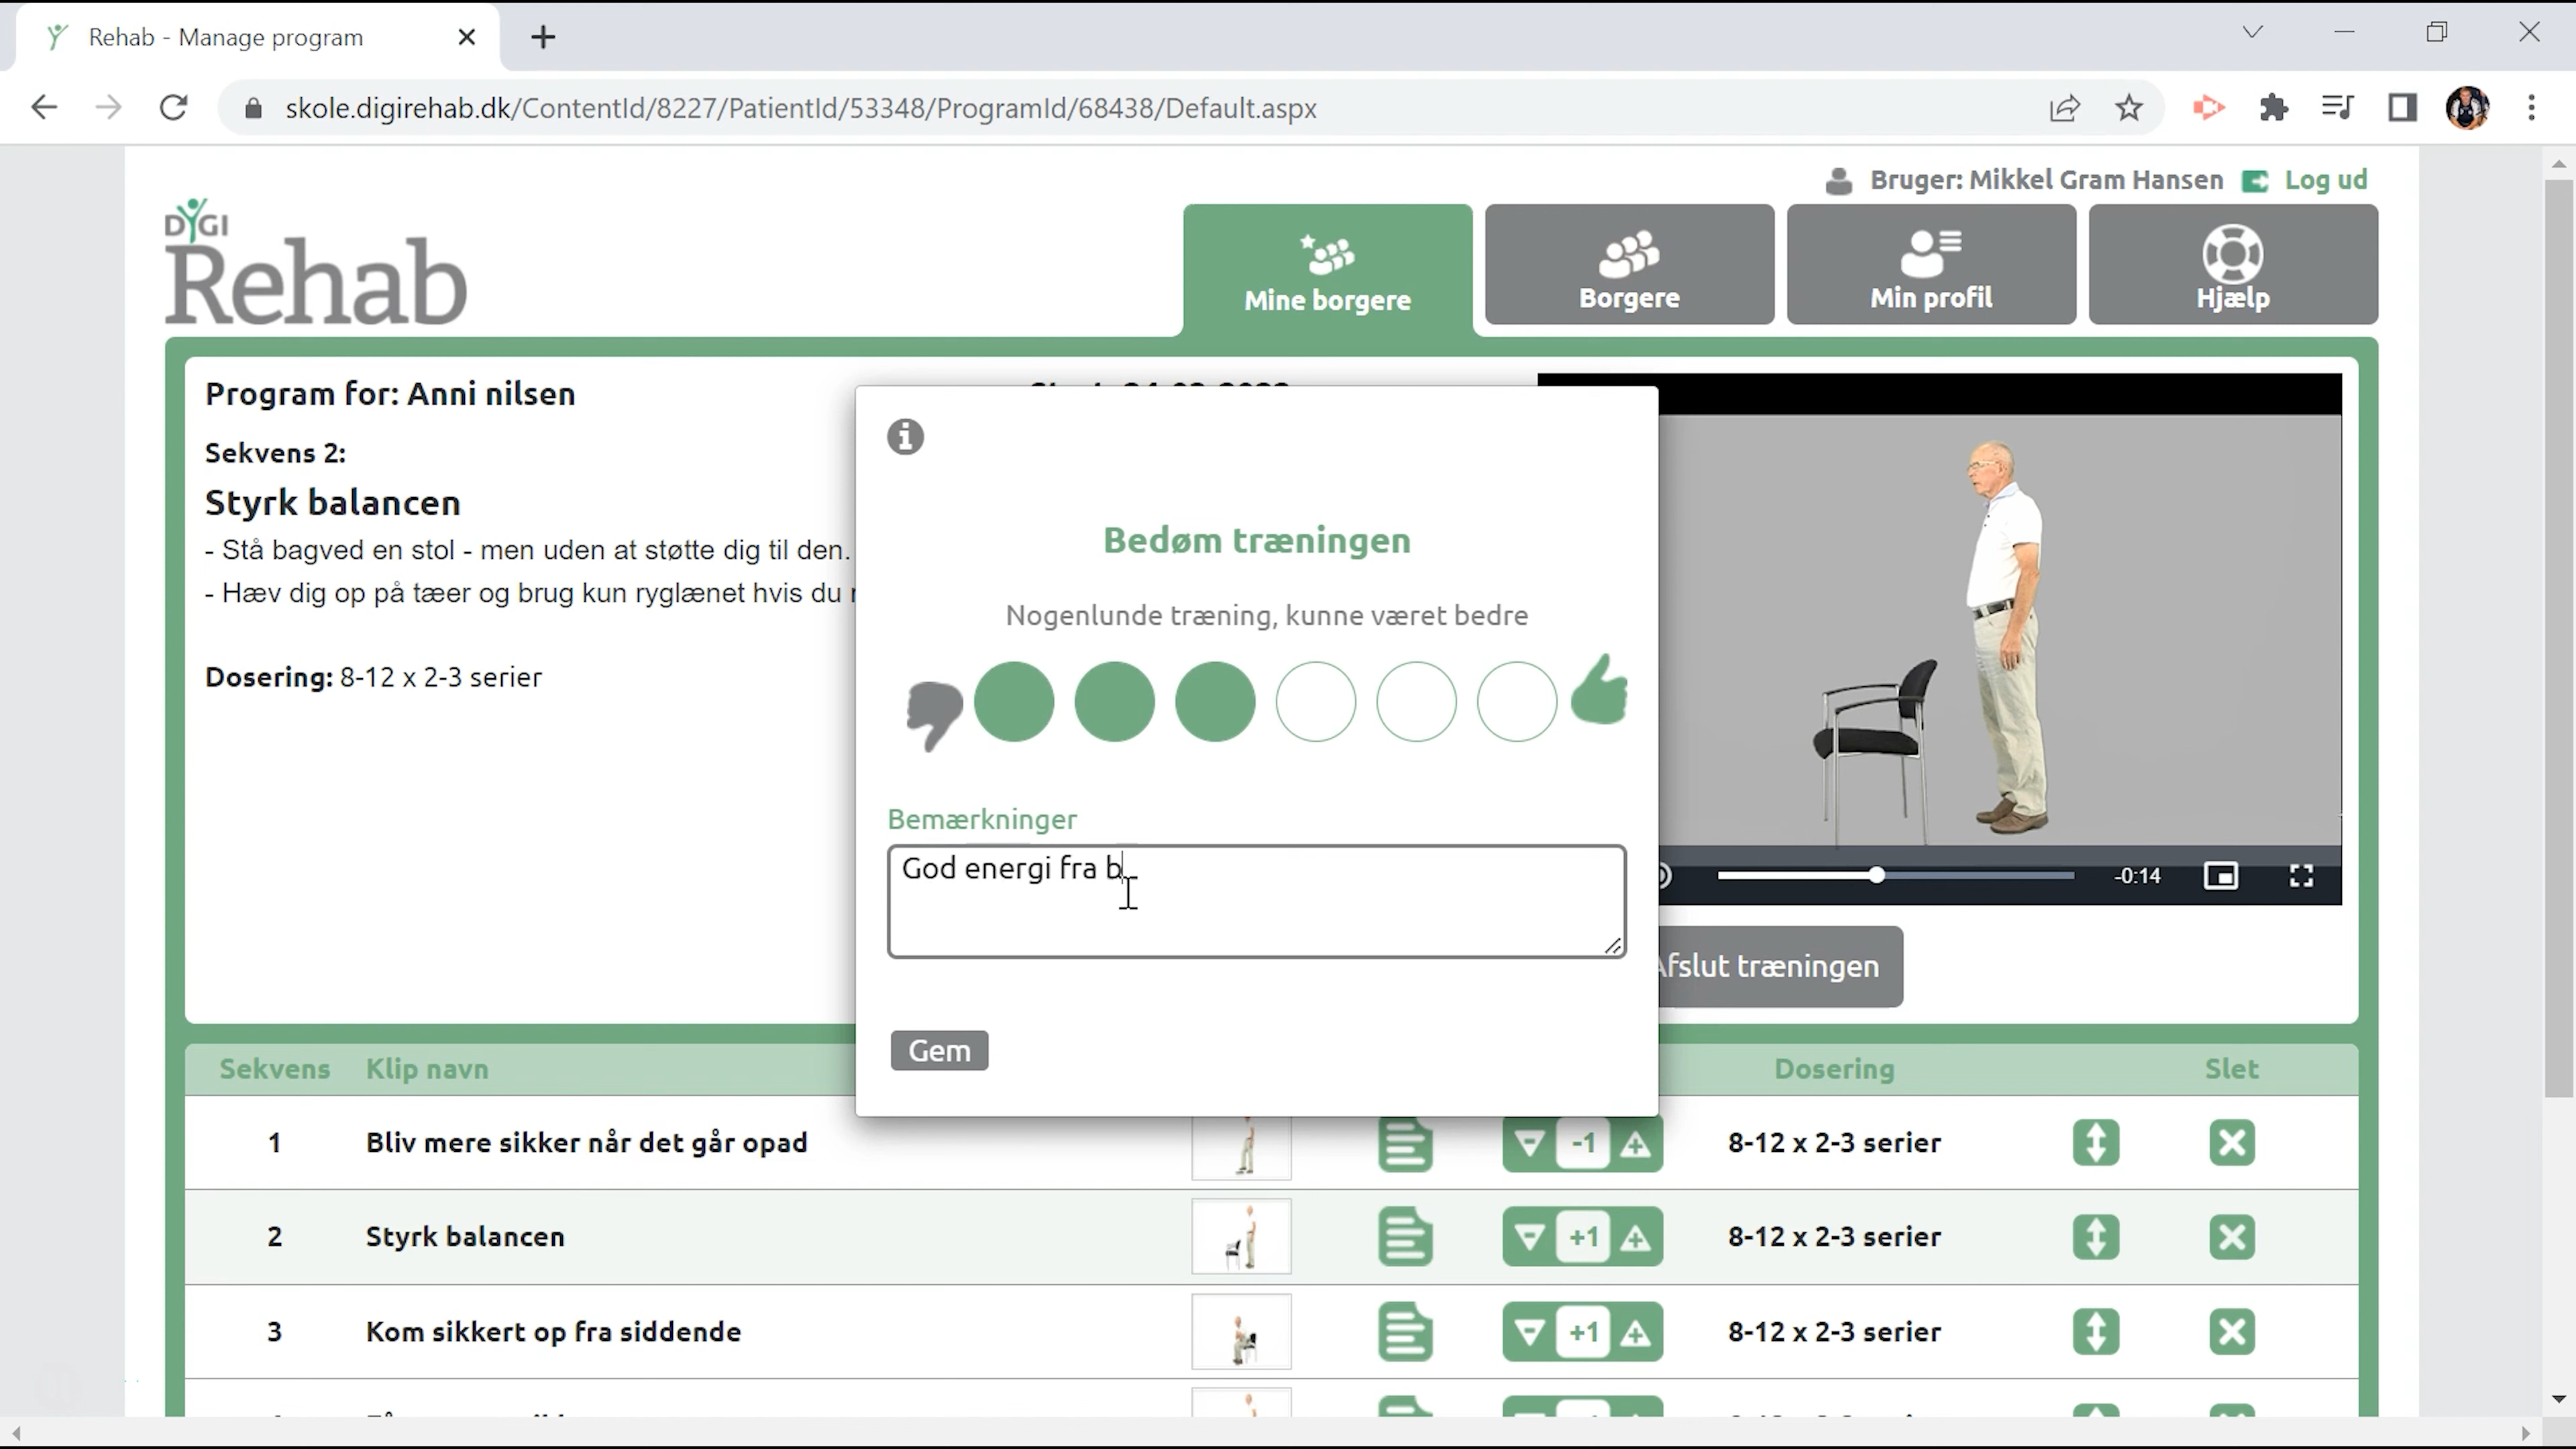 Rehab - Manage program
skole.digirehab.dk/ContentId/8227/PatientId/53348/ProgramId/68438/Default.aspx
Bruger: Mikkel Gram Hansen Log ud
DYGI
Rehab
Mine borgere
Borgere
Min profil
Hjælp
Program for: Anni nilsen
Sekvens 2:
Styrk balancen
- Stå bagved en stol - men uden at støtte dig til den.
- Hæv dig op på tæer og brug kun ryglænet hvis du
Dosering: 8-12 x 2-3 serier
Bedøm træningen
Nogenlunde træning, kunne været bedre
Bemærkninger
God energi fra b
Gem
-0:14
Afslut træningen
Sekvens Klip navn Dosering Slet
1 Bliv mere sikker når det går opad -1 8-12 x 2-3 serier
2 Styrk balancen +1 8-12 x 2-3 serier
3 Kom sikkert op fra siddende +1 8-12 x 2-3 serier